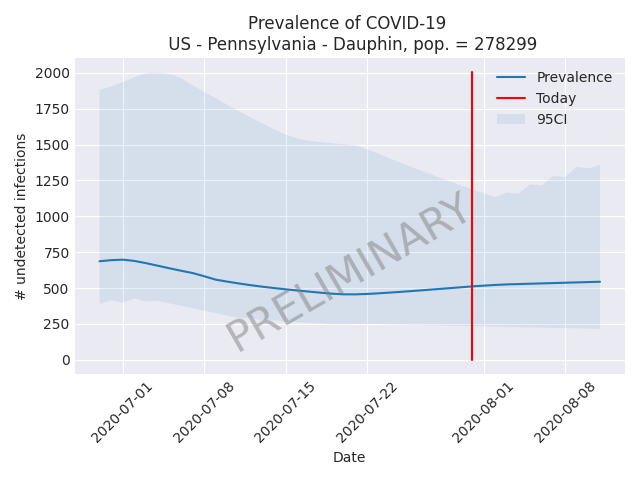 Prevalence of COVID-19
US - Pennsylvania - Dauphin, pop. = 278299
2000
1750
1500
1250
1000
750
500
250
0
# undetected infections
Prevalence
Today
95CI
PRELIMINARY
2020-07-01
2020-07-08
2020-07-15
2020-07-22
2020-08-01
2020-08-08
Date